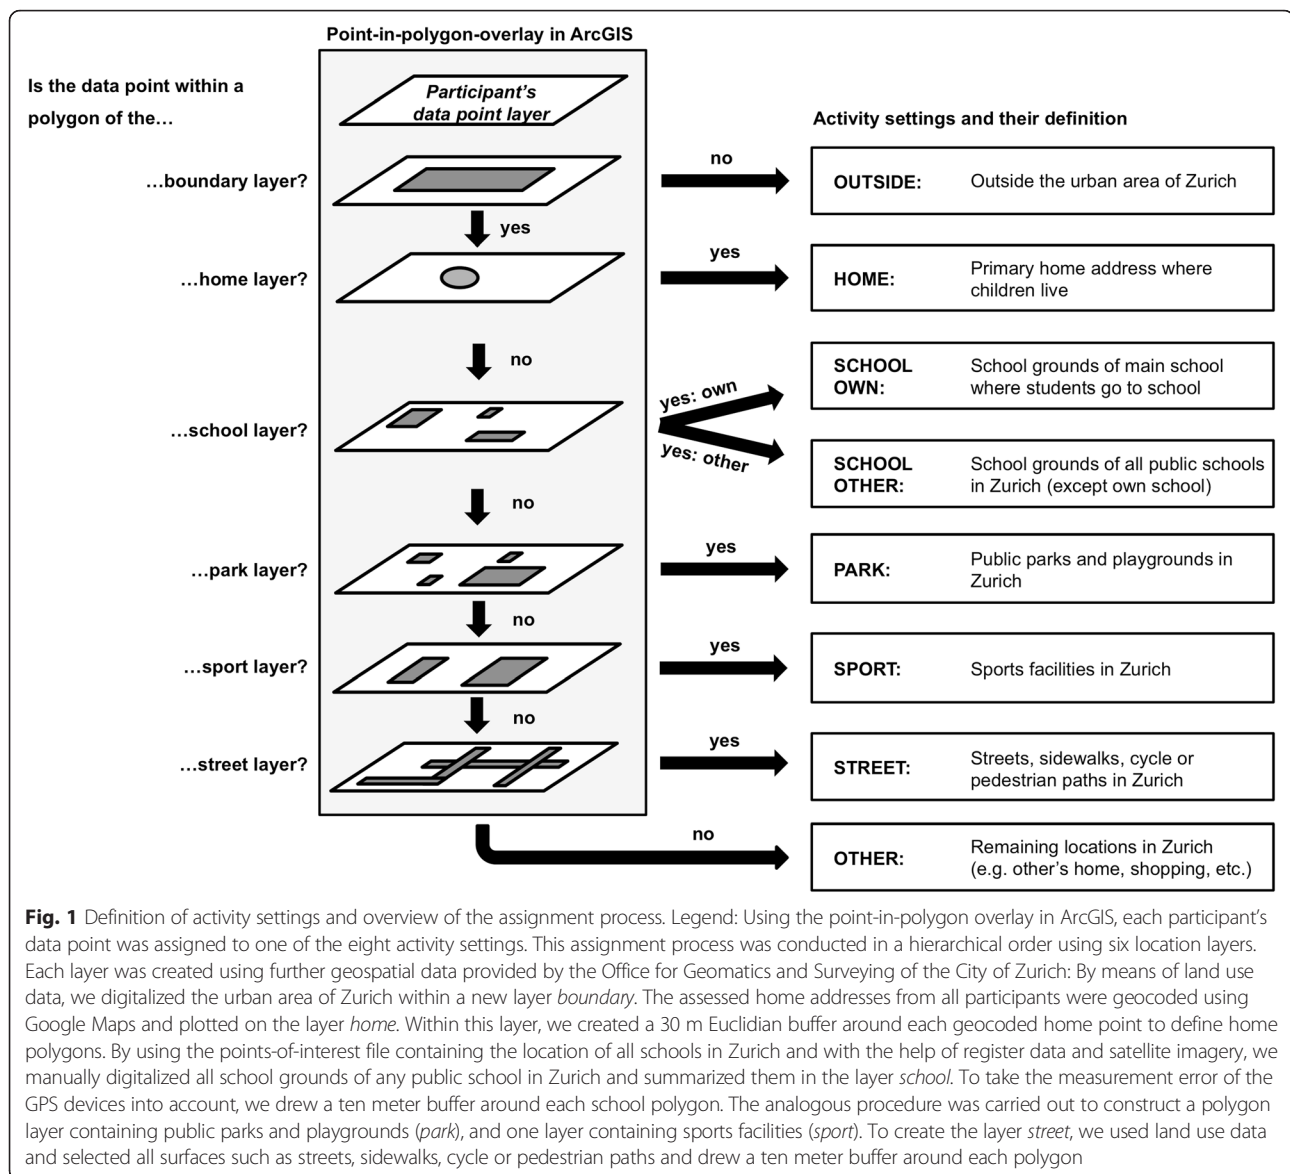 Point-in-polygon-overlay in ArcGIS
Is the data point within a
polygon of the…
Participant's
data point layer
Activity settings and their definition
…boundary layer?
no
OUTSIDE: Outside the urban area of Zurich
yes
…home layer?
yes
HOME: Primary home address where
children live
no
…school layer?
yes: own
SCHOOL School grounds of main school
OWN: where students go to school
yes: other
SCHOOL School grounds of all public schools
OTHER: in Zurich (except own school)
no
…park layer?
yes
PARK: Public parks and playgrounds in
Zurich
no
…sport layer?
yes
SPORT: Sports facilities in Zurich
no
…street layer?
yes
STREET: Streets, sidewalks, cycle or
pedestrian paths in Zurich
no
OTHER: Remaining locations in Zurich
(e.g. other's home, shopping, etc.)
Fig. 1 Definition of activity settings and overview of the assignment process. Legend: Using the point-in-polygon overlay in ArcGIS, each participant's
data point was assigned to one of the eight activity settings. This assignment process was conducted in a hierarchical order using six location layers.
Each layer was created using further geospatial data provided by the Office for Geomatics and Surveying of the City of Zurich: By means of land use
data, we digitalized the urban area of Zurich within a new layer boundary. The assessed home addresses from all participants were geocoded using
Google Maps and plotted on the layer home. Within this layer, we created a 30 m Euclidian buffer around each geocoded home point to define home
polygons. By using the points-of-interest file containing the location of all schools in Zurich and with the help of register data and satellite imagery, we
manually digitalized all school grounds of any public school in Zurich and summarized them in the layer school. To take the measurement error of the
GPS devices into account, we drew a ten meter buffer around each school polygon. The analogous procedure was carried out to construct a polygon
layer containing public parks and playgrounds (park), and one layer containing sports facilities (sport). To create the layer street, we used land use data
and selected all surfaces such as streets, sidewalks, cycle or pedestrian paths and drew a ten meter buffer around each polygon